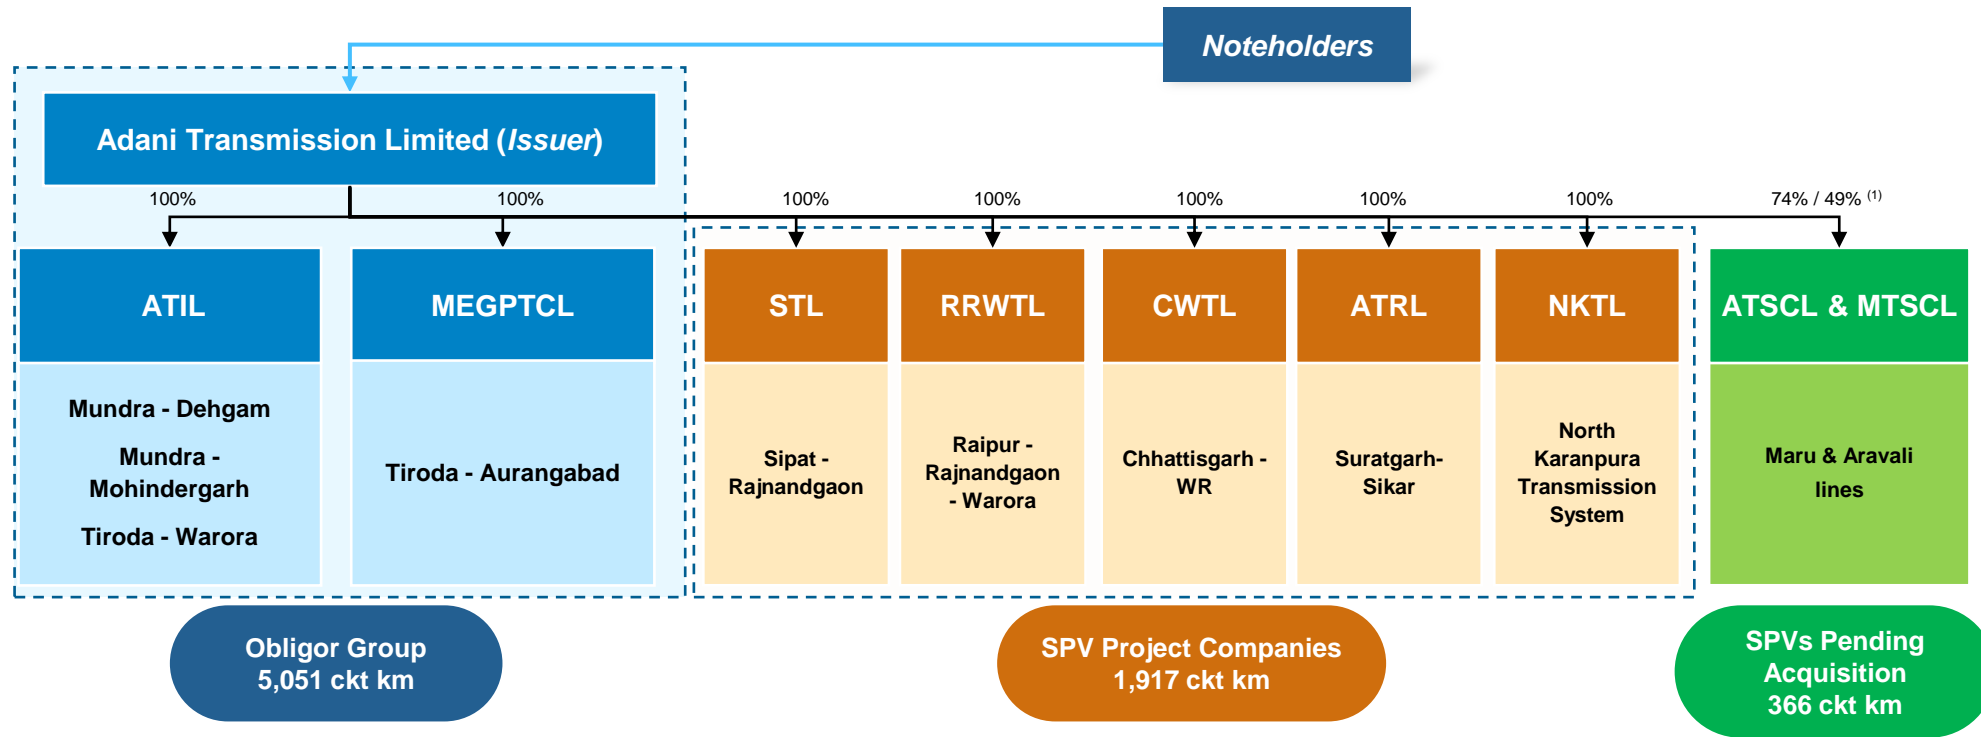 Noteholders
Adani Transmission Limited (Issuer)
100%
100%
100%
100%
100%
100%
100%
74% / 49% (1)
ATIL
MEGPTCL
STL
RRWTL
CWTL
ATRL
NKTL
ATSCL & MTSCL
Mundra - Dehgam
Mundra -
Mohindergarh
Tiroda - Warora
Tiroda - Aurangabad
Sipat -
Rajnandgaon
Raipur -
Rajnandgaon
- Warora
Chhattisgarh -
WR
Suratgarh-
Sikar
North
Karanpura
Transmission
System
Maru & Aravali
lines
Obligor Group
5,051 ckt km
SPV Project Companies
1,917 ckt km
SPVs Pending
Acquisition
366 ckt km